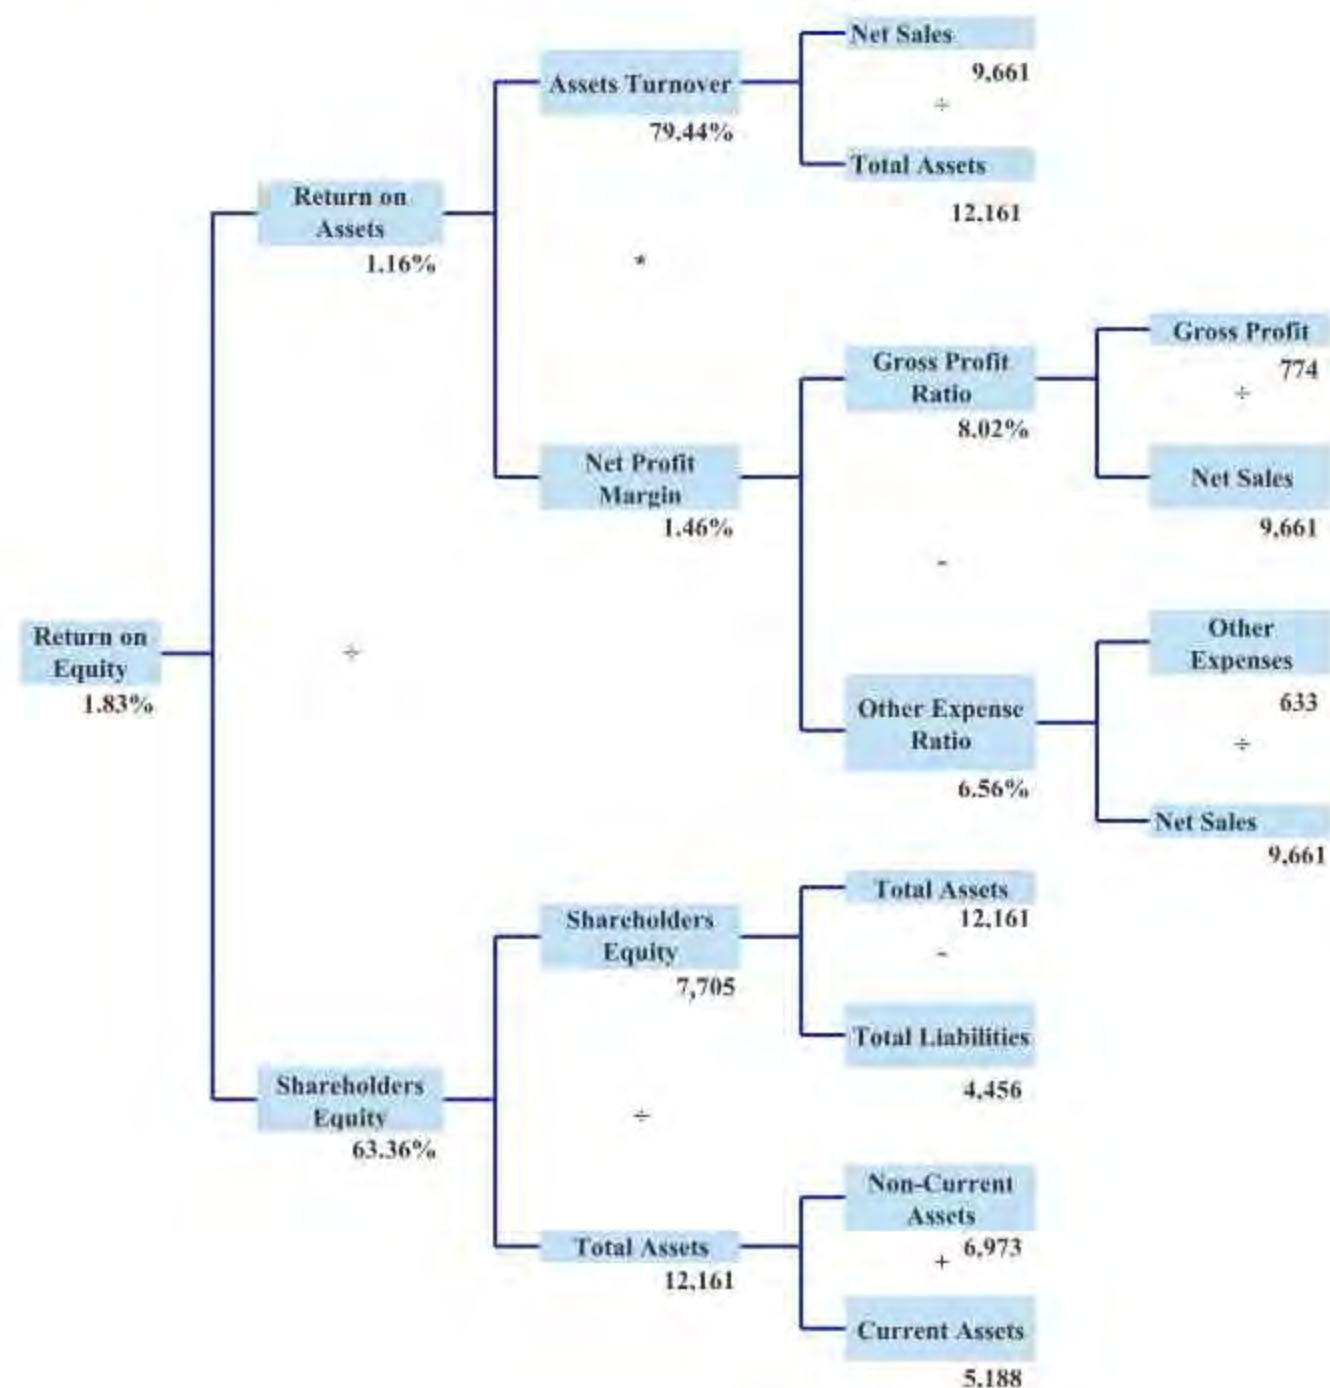 Net Sales
9,661
÷
Assets Turnover
79.44%
Total Assets
12,161
Return on
Assets
1.16%
*
Gross Profit
774
÷
Gross Profit
Ratio
8.02%
Net Profit
Margin
1.46%
Net Sales
9,661
-
Other
Expenses
633
÷
Return on
Equity
1.83%
÷
Other Expense
Ratio
6.56%
Net Sales
9,661
Total Assets
12,161
-
Shareholders
Equity
7,705
Total Liabilities
4,456
Shareholders
Equity
63.36%
÷
Non-Current
Assets
6,973
+
Total Assets
12,161
Current Assets
5,188